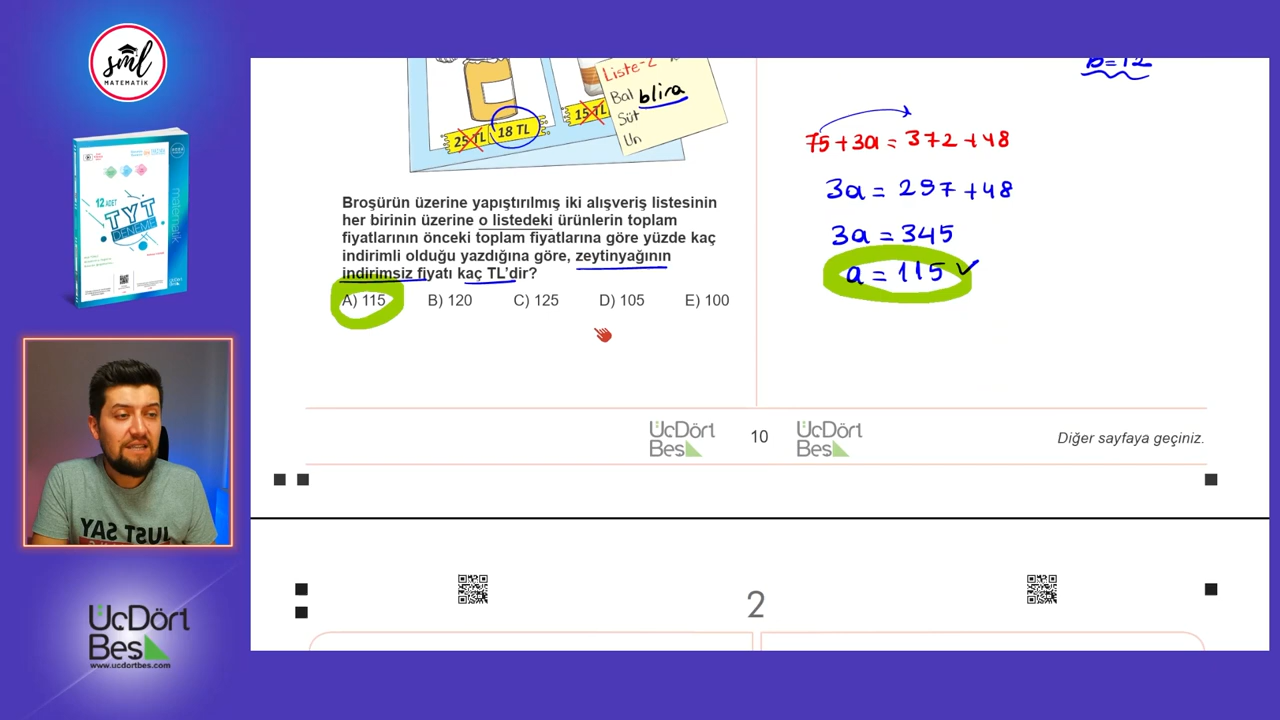 sml
MATEMATİK
12 ADET
TYT
DENEME
matematik
JUST SAY
ÜçDört
Beş
www.ucdortbes.com
25 TL
18 TL
15 TL
Liste-2
Bal blira
Süt
Un
Broşürün üzerine yapıştırılmış iki alışveriş listesinin
her birinin üzerine o listedeki ürünlerin toplam
fiyatlarının önceki toplam fiyatlarına göre yüzde kaç
indirimli olduğu yazdığına göre, zeytinyağının
indirimsiz fiyatı kaç TL'dir?
A) 115 B) 120 C) 125 D) 105 E) 100
b=12
75+3a=372+48
3a=297+48
3a=345
a=115
ÜçDört
Beş
10
ÜçDört
Beş
Diğer sayfaya geçiniz.
2